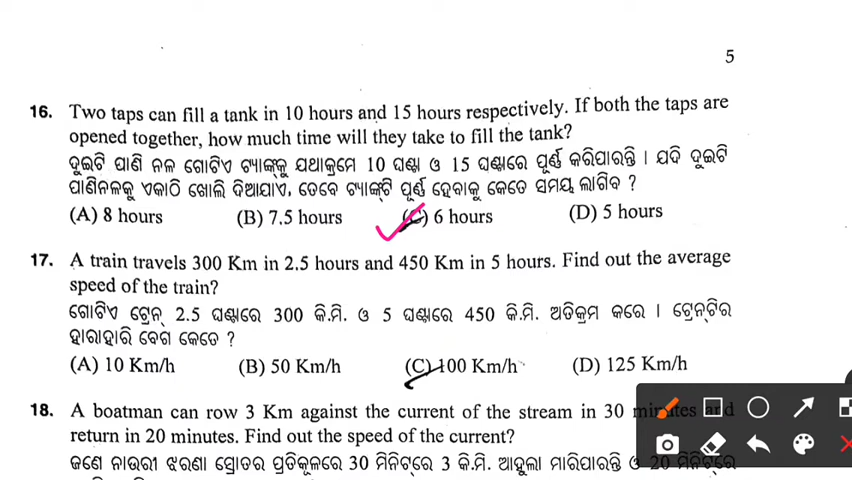 5
16. Two taps can fill a tank in 10 hours and 15 hours respectively. If both the taps are
opened together, how much time will they take to fill the tank?
ଦୁଇଟି ପାଣି ନଳ ଗୋଟିଏ ଟ୍ୟାଙ୍କକୁ ଯଥାକ୍ରମେ 10 ଘଣ୍ଟା ଓ 15 ଘଣ୍ଟାରେ ପୂର୍ଣ୍ଣ କରିପାରନ୍ତି । ଯଦି ଦୁଇଟି
ପାଣିନଳକୁ ଏକାଠି ଖୋଲି ଦିଆଯାଏ, ତେବେ ଟ୍ୟାଙ୍କଟି ପୂର୍ଣ୍ଣ ହେବାକୁ କେତେ ସମୟ ଲାଗିବ ?
(A) 8 hours (B) 7.5 hours (C) 6 hours (D) 5 hours
17. A train travels 300 Km in 2.5 hours and 450 Km in 5 hours. Find out the average
speed of the train?
ଗୋଟିଏ ଟ୍ରେନ୍ 2.5 ଘଣ୍ଟାରେ 300 କି.ମି. ଓ 5 ଘଣ୍ଟାରେ 450 କି.ମି. ଅତିକ୍ରମ କରେ । ଟ୍ରେନ୍‌ଟିର
ହାରାହାରି ବେଗ କେତେ ?
(A) 10 Km/h (B) 50 Km/h (C) 100 Km/h (D) 125 Km/h
18. A boatman can row 3 Km against the current of the stream in 30 minutes and
return in 20 minutes. Find out the speed of the current?
ଜଣେ ନାଉରୀ ଝରଣା ସ୍ରୋତର ପ୍ରତିକୂଳରେ 30 ମିନିଟ୍‌ରେ 3 କି.ମି. ଆହୁଲା ମାରିପାରନ୍ତି ଓ 20 ମିନିଟ୍‌ରେ